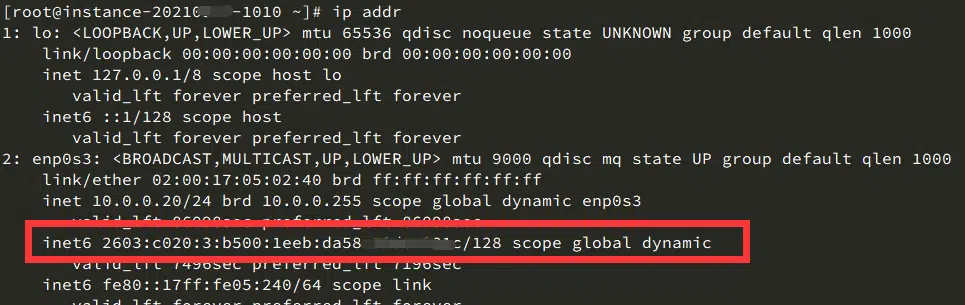 [root@instance-20210 -1010 ~]# ip addr
1: lo: <LOOPBACK,UP,LOWER_UP> mtu 65536 qdisc noqueue state UNKNOWN group default qlen 1000
link/loopback 00:00:00:00:00:00 brd 00:00:00:00:00:00
inet 127.0.0.1/8 scope host lo
valid_lft forever preferred_lft forever
inet6 ::1/128 scope host
valid_lft forever preferred_lft forever
2: enp0s3: <BROADCAST,MULTICAST,UP,LOWER_UP> mtu 9000 qdisc mq state UP group default qlen 1000
link/ether 02:00:17:05:02:40 brd ff:ff:ff:ff:ff:ff
inet 10.0.0.20/24 brd 10.0.0.255 scope global dynamic enp0s3
valid_lft preferred_lft
inet6 2603:c020:3:b500:1eeb:da58 c/128 scope global dynamic
valid_lft 7496sec preferred_lft 7196sec
inet6 fe80::17ff:fe05:240/64 scope link
valid_lft forever preferred_lft forever